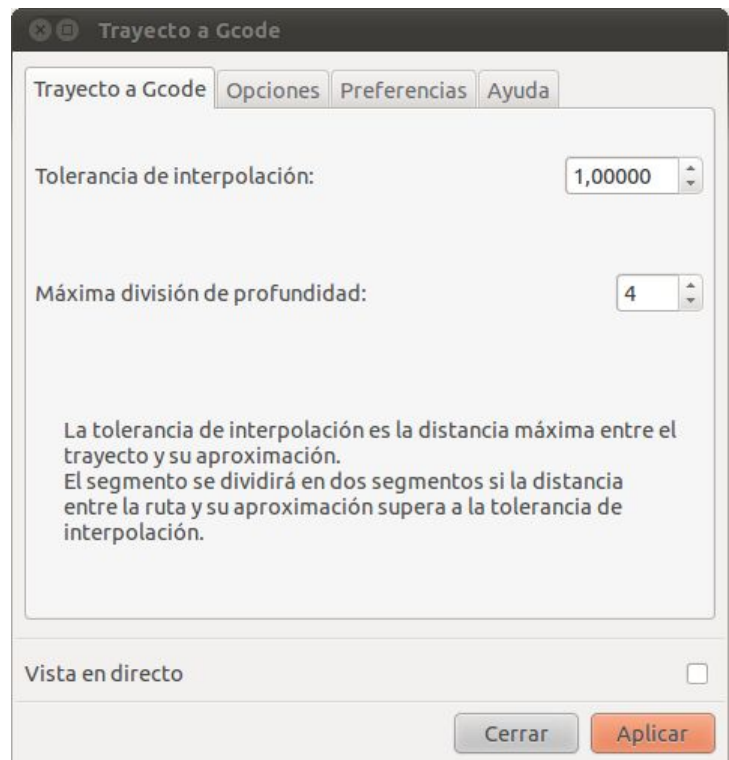 Trayecto a Gcode
Trayecto a Gcode Opciones Preferencias Ayuda
Tolerancia de interpolación: 1,00000
Máxima división de profundidad: 4
La tolerancia de interpolación es la distancia máxima entre el
trayecto y su aproximación.
El segmento se dividirá en dos segmentos si la distancia
entre la ruta y su aproximación supera a la tolerancia de
interpolación.
Vista en directo
Cerrar Aplicar